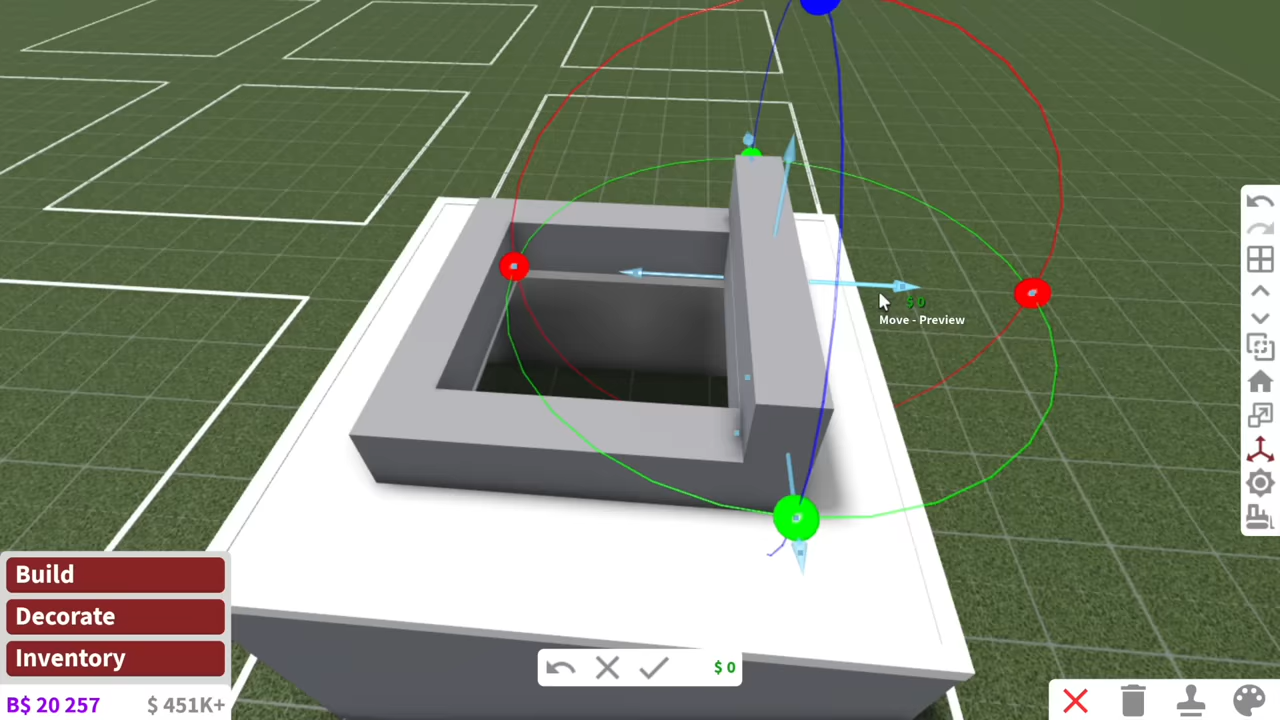 $ 0
Move - Preview
Build
Decorate
Inventory
B$ 20 257
$ 451K+
$ 0